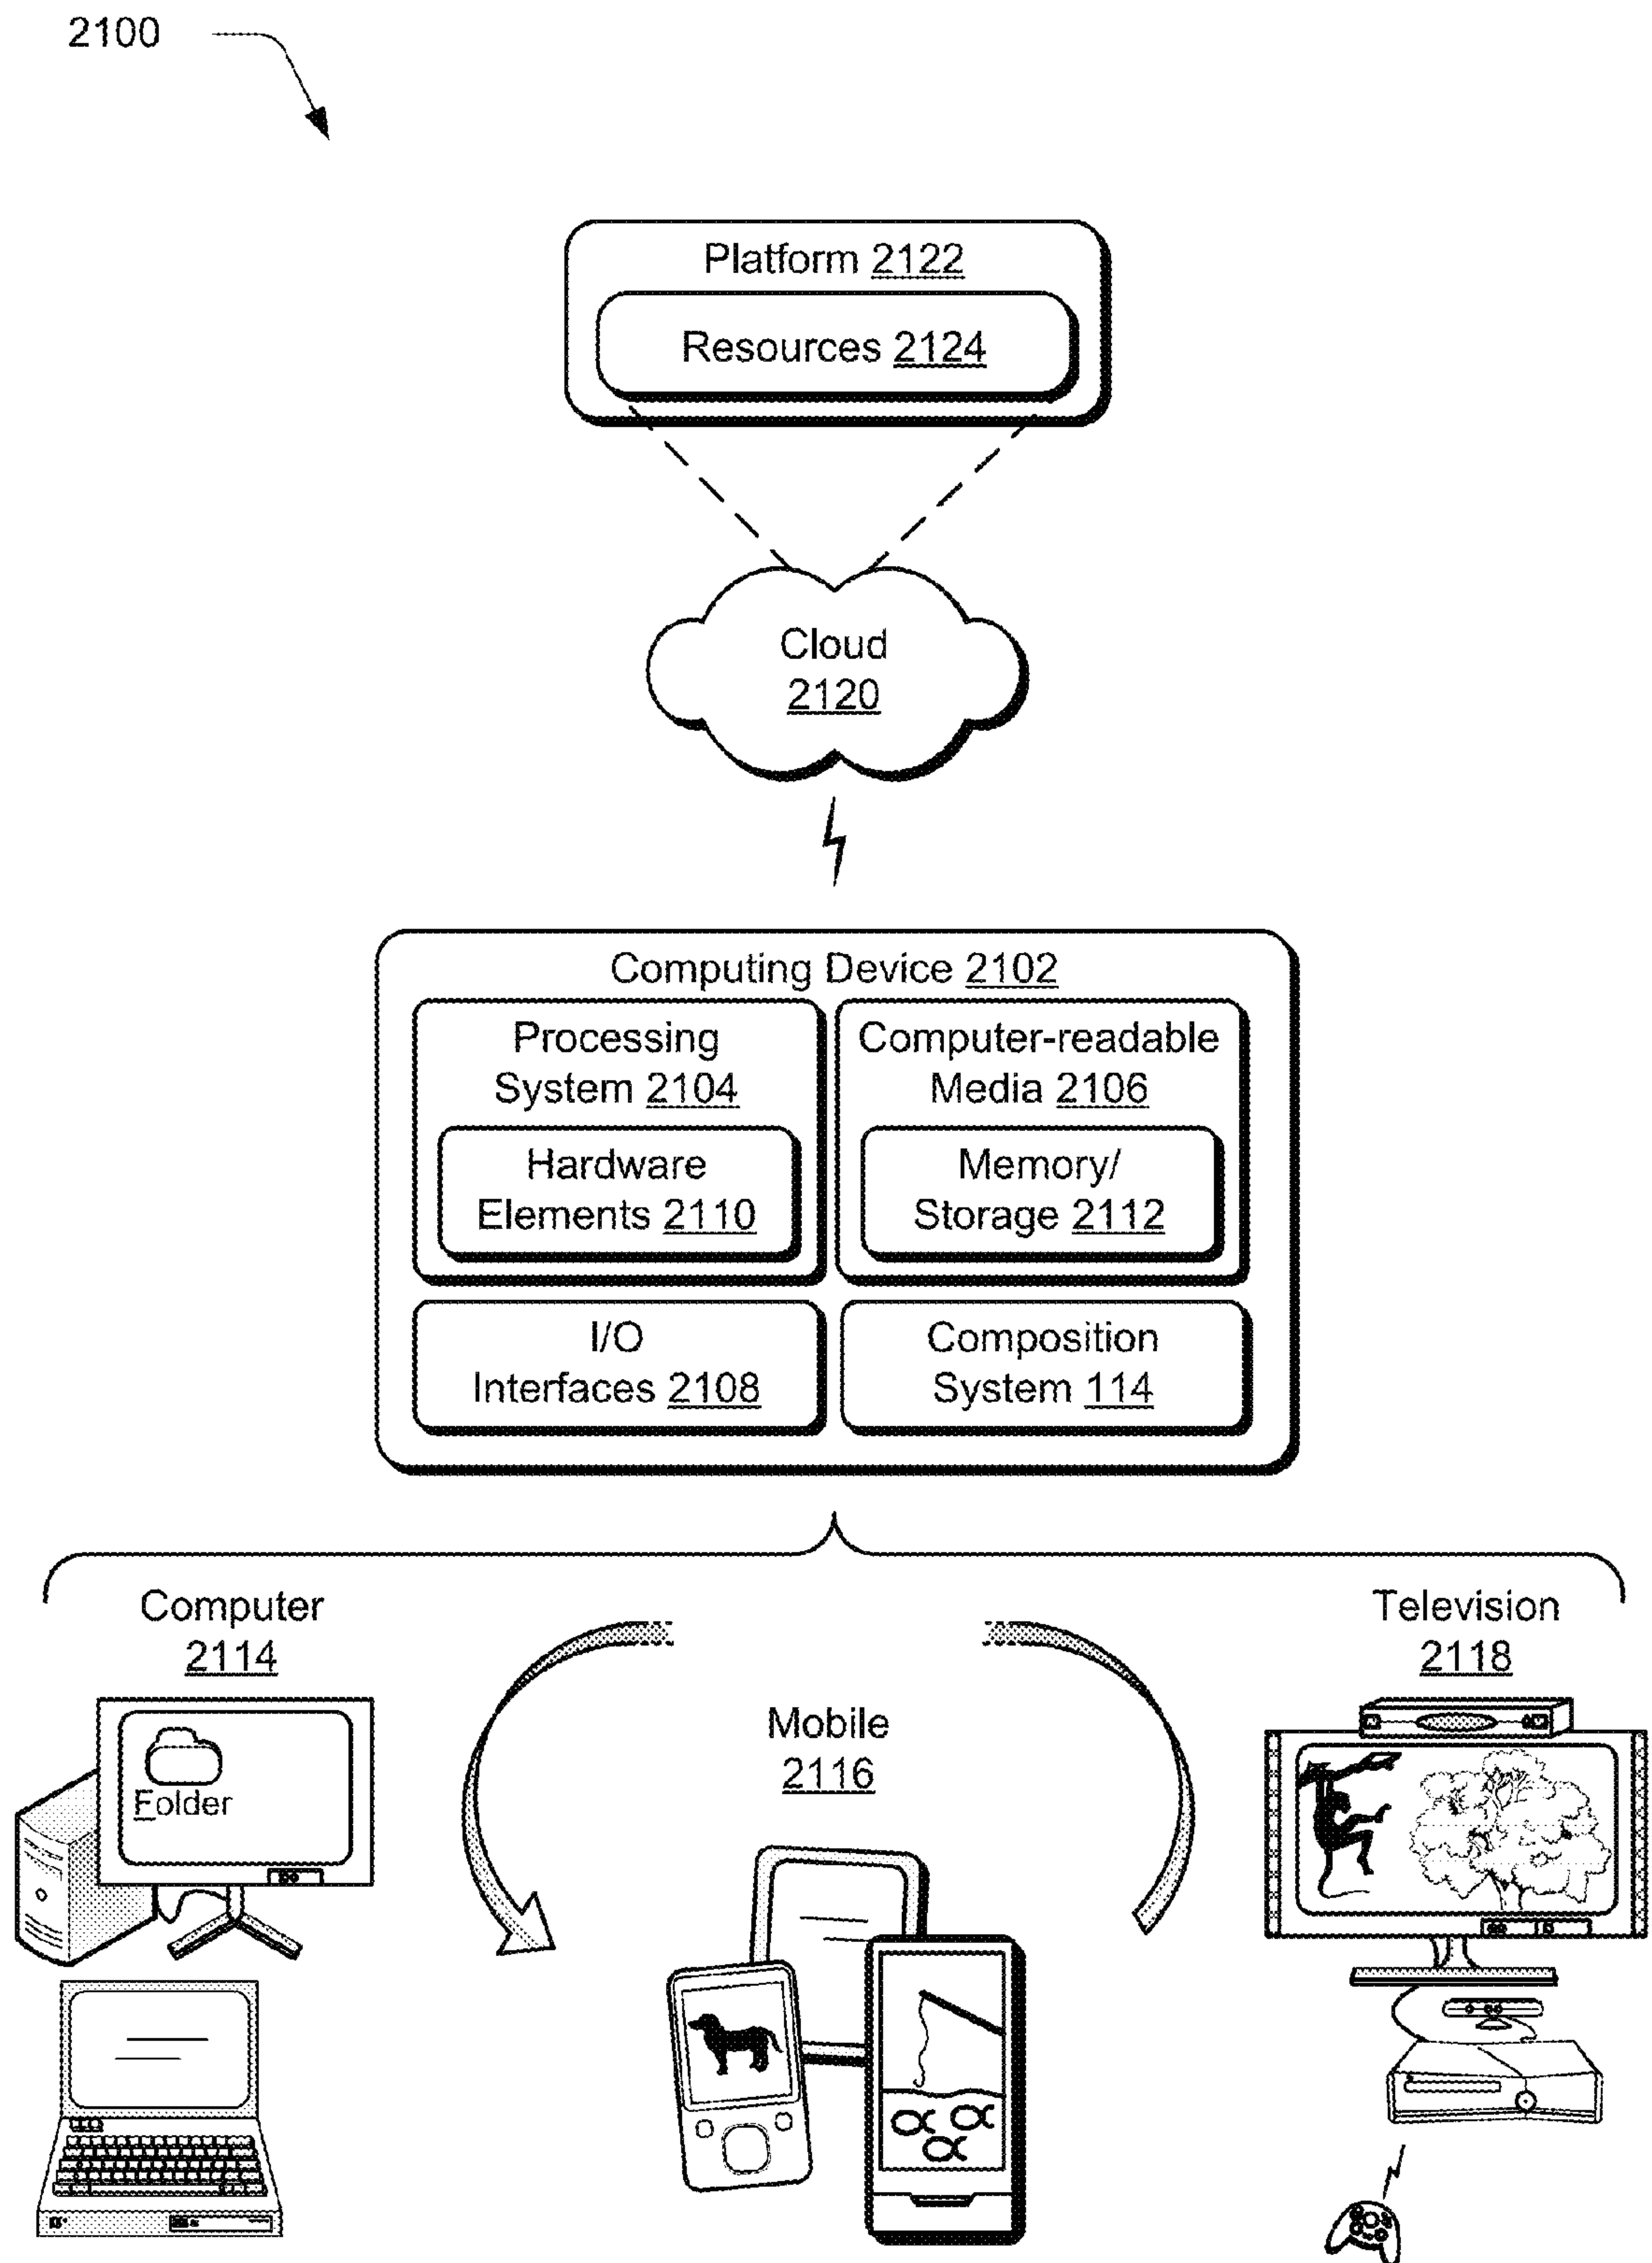 2100
Platform 2122
Resources 2124
Cloud
2120
Computing Device 2102
Processing
System 2104
Hardware
Elements 2110
Computer-readable
Media 2106
Memory/
Storage 2112
I/O
Interfaces 2108
Composition
System 114
Computer
2114
Folder
Mobile
2116
Television
2118